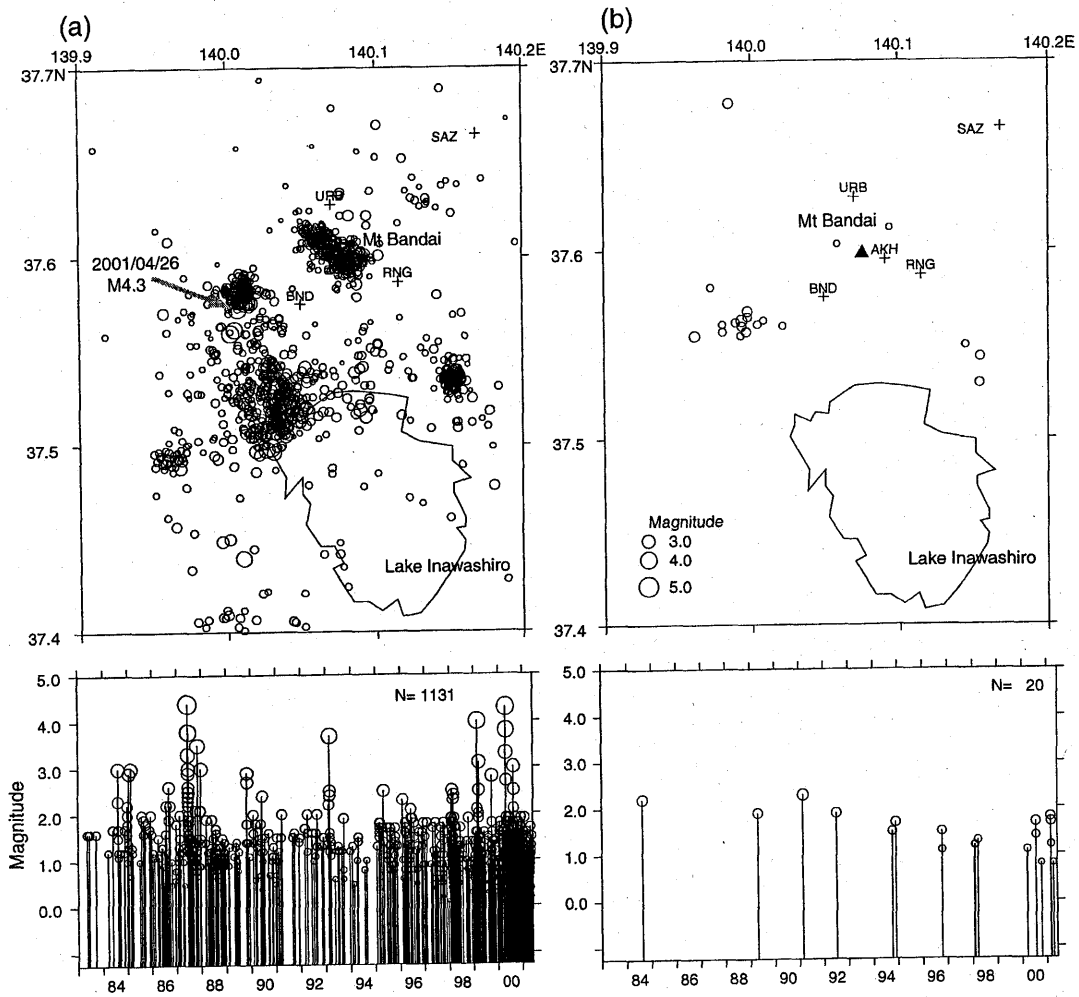 (a)
139.9 140.0 140.1 140.2E
37.7N
SAZ
URB
Mt Bandai
37.6
RNG
2001/04/26
M4.3
BND
37.5
Lake Inawashiro
37.4
(b)
139.9 140.0 140.1 140.2E
37.7N
SAZ
URB
Mt Bandai
37.6
AKH
RNG
BND
37.5
Magnitude
3.0
4.0
5.0
Lake Inawashiro
37.4
Magnitude
5.0
4.0
3.0
2.0
1.0
0.0
N= 1131
84 86 88 90 92 94 96 98 00
5.0
4.0
3.0
2.0
1.0
0.0
N= 20
84 86 88 90 92 94 96 98 00